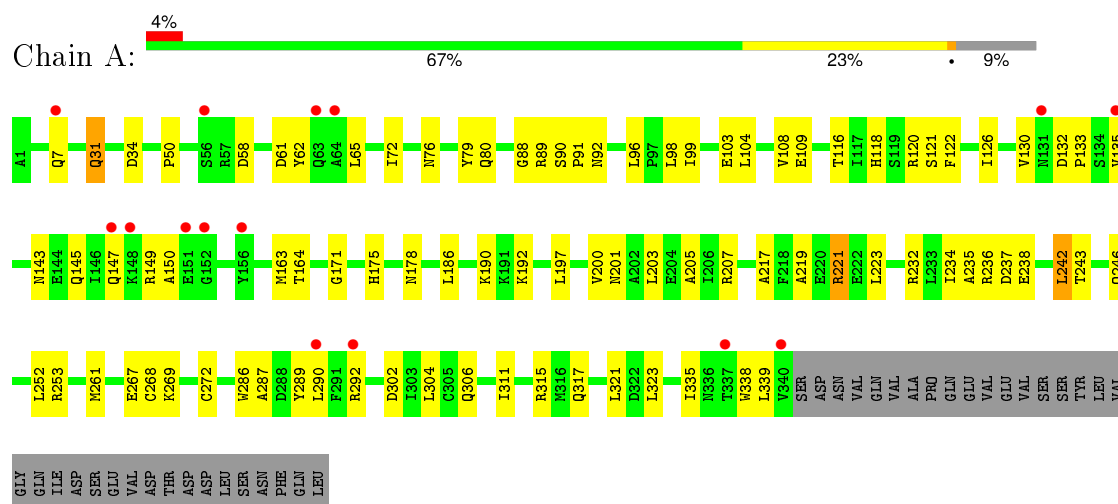 4%
Chain A:
67% 23% • 9%
A1 Q7 Q31 D34 P50 S56 R57 D58 D61 Y62 Q63 A64 L65 I72 N76 Y79 Q80 G88 R89 S90 P91 N92 L96 P97 L98 I99 E103 L104 V108 E109 T116 I117 H118 S119 R120 S121 F122 I126 V130 N131 D132 P133 S134 V135
N143 E144 Q145 I146 Q147 K148 R149 A150 E151 G152 Y156 M163 T164 G171 H175 N178 L186 K190 K191 K192 L197 V200 N201 A202 L203 E204 A205 I206 R207 A217 F218 A219 E220 R221 E222 L223 R232 L233 I234 A235 R236 D237 E238 L242 T243 Q246
L252 R253 M261 E267 C268 K269 C272 W286 A287 D288 Y289 L290 F291 R292 D302 I303 L304 C305 Q306 I311 R315 M316 Q317 L321 D322 L323 I335 N336 T337 W338 L339 V340 SER ASP ASN VAL GLN VAL ALA PRO GLN GLU VAL GLU VAL SER SER TYR LEU VAL
GLY GLN ILE ASP SER GLU VAL ASP THR ASP ASP LEU SER ASN PHE GLN LEU